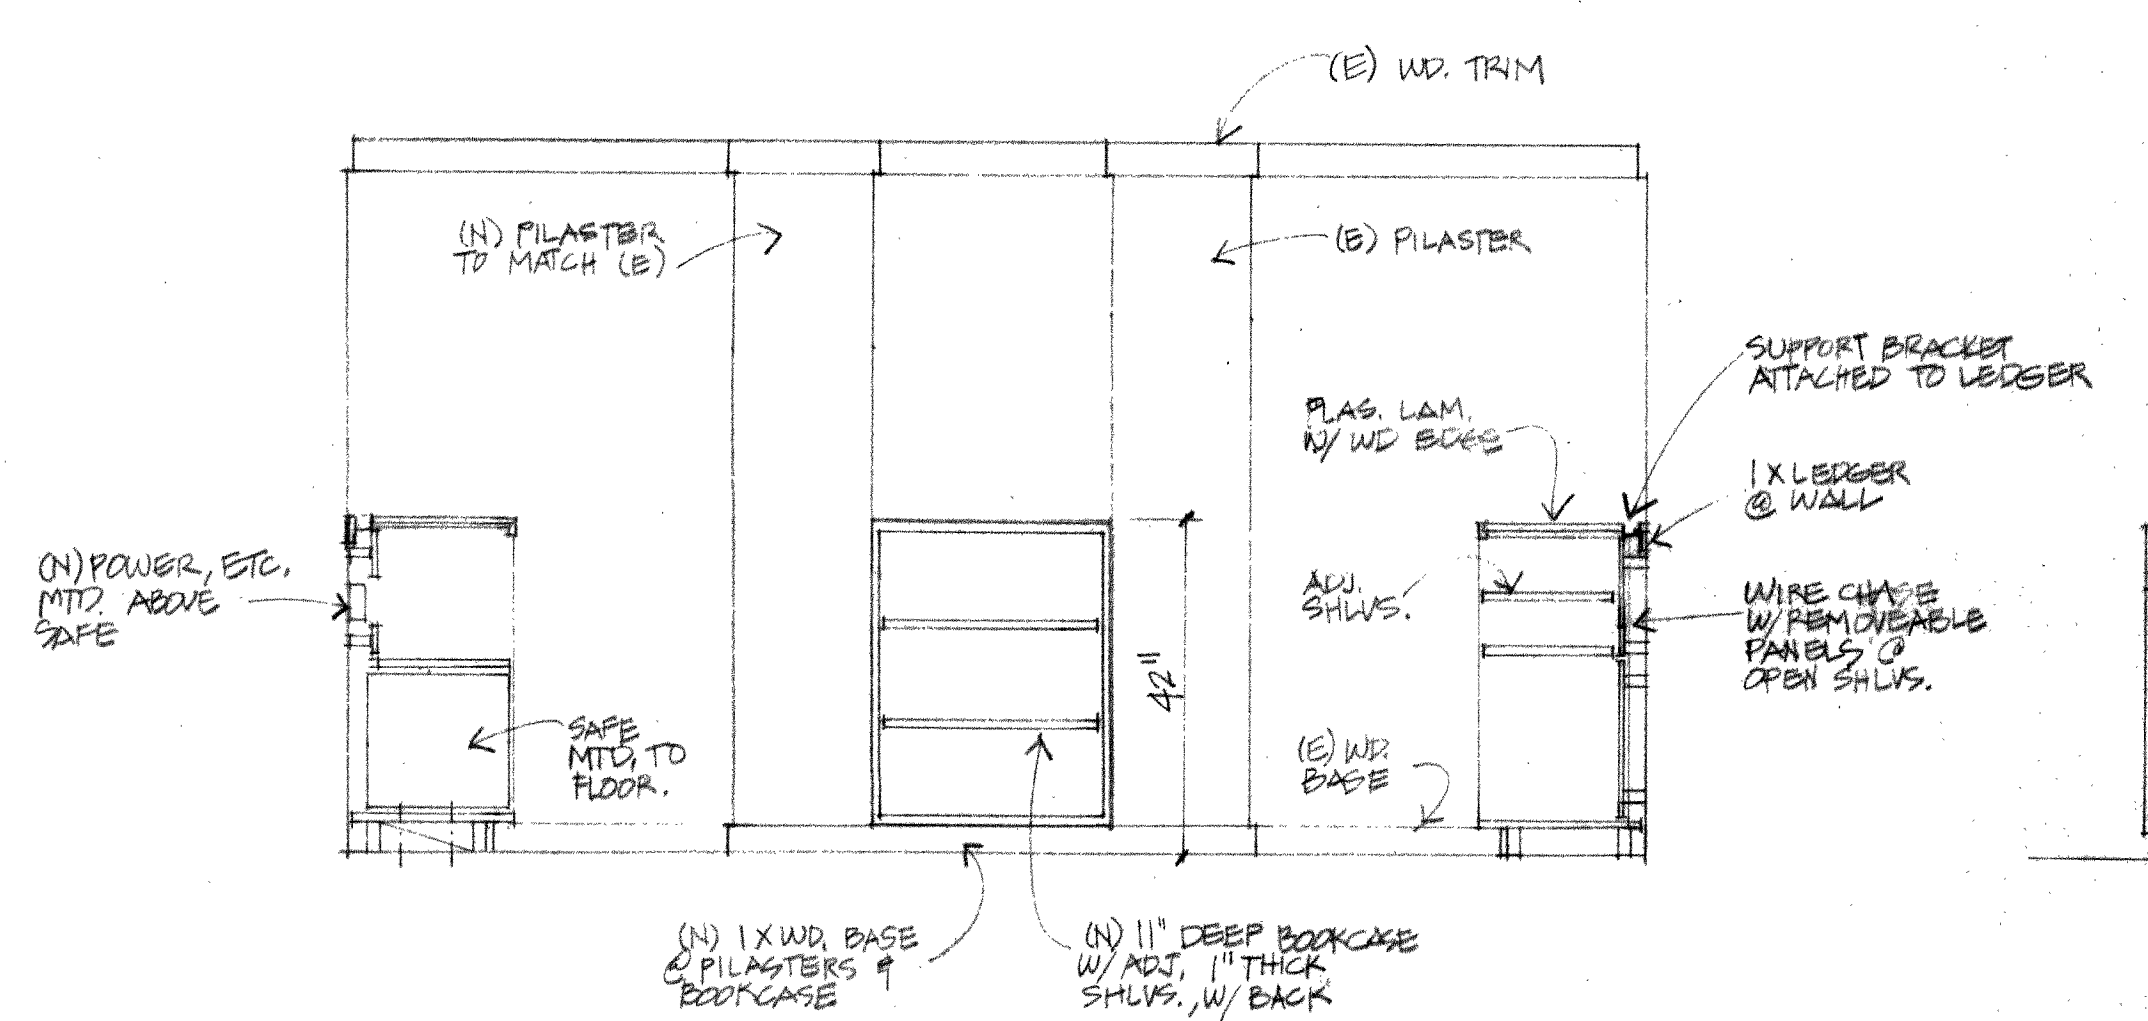 (E) WD. TRIM
(N) PILASTER
TO MATCH (E)
(E) PILASTER
SUPPORT BRACKET
ATTACHED TO LEDGER
PLAS. LAM.
W/ WD EDGES
1 X LEDGER
@ WALL
(N) POWER, ETC.
MTD. ABOVE
SAFE
ADJ.
SHLVS.
WIRE CHASE
W/ REMOVEABLE
PANELS @
OPEN SHLVS.
42"
SAFE
MTD. TO
FLOOR.
(E) WD.
BASE
(N) 1 X WD. BASE
@ PILASTERS &
BOOKCASE
(N) 11" DEEP BOOKCASE
W/ ADJ. 1" THICK
SHLVS., W/ BACK